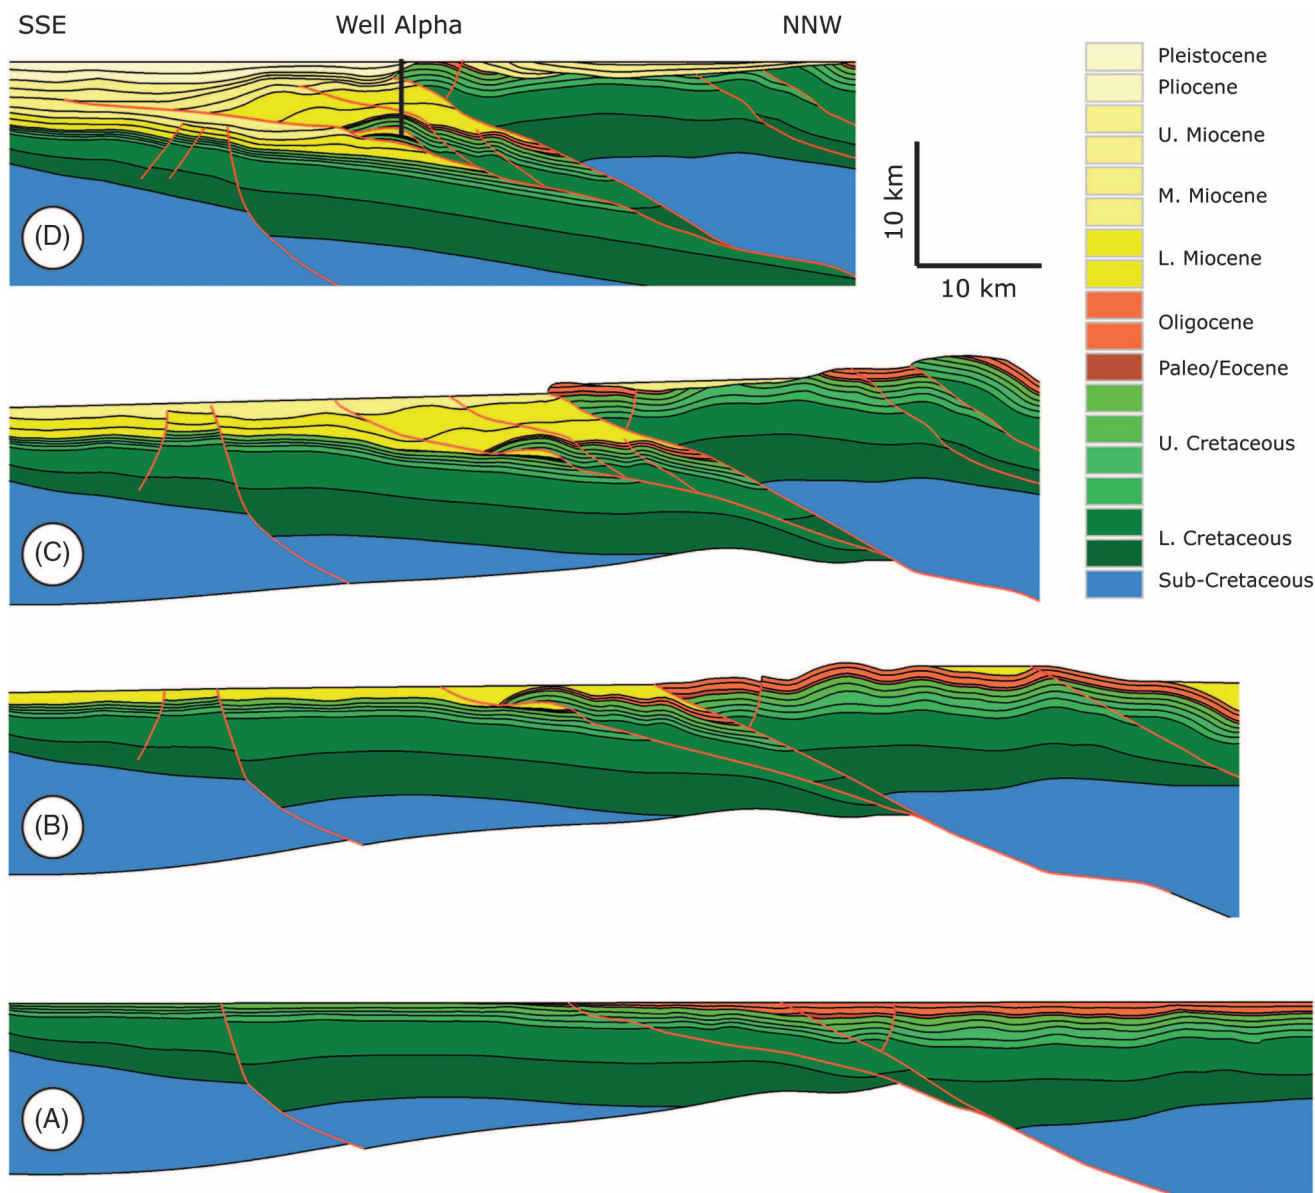 SSE Well Alpha NNW
Pleistocene
Pliocene
U. Miocene
M. Miocene
L. Miocene
Oligocene
Paleo/Eocene
U. Cretaceous
L. Cretaceous
Sub-Cretaceous
10 km
10 km
(D)
(C)
(B)
(A)